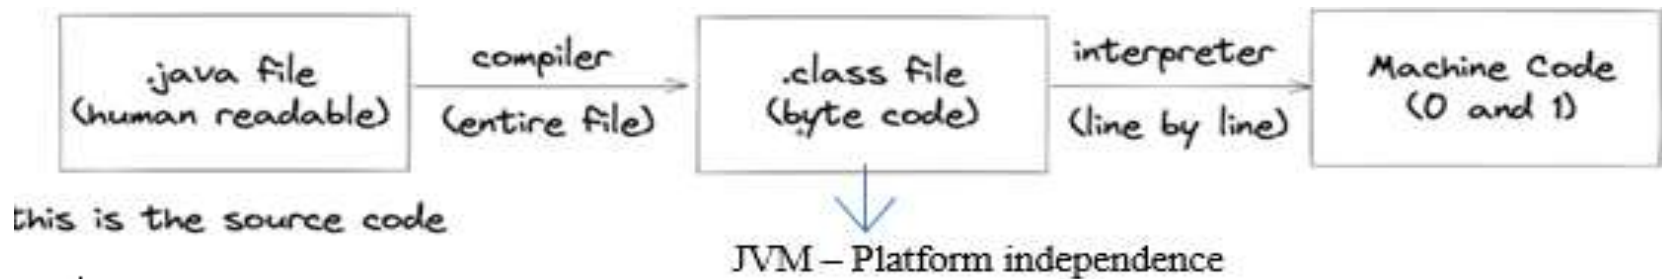 .java file
(human readable)
compiler
(entire file)
.class file
(byte code)
interpreter
(line by line)
Machine Code
(0 and 1)
this is the source code
JVM – Platform independence